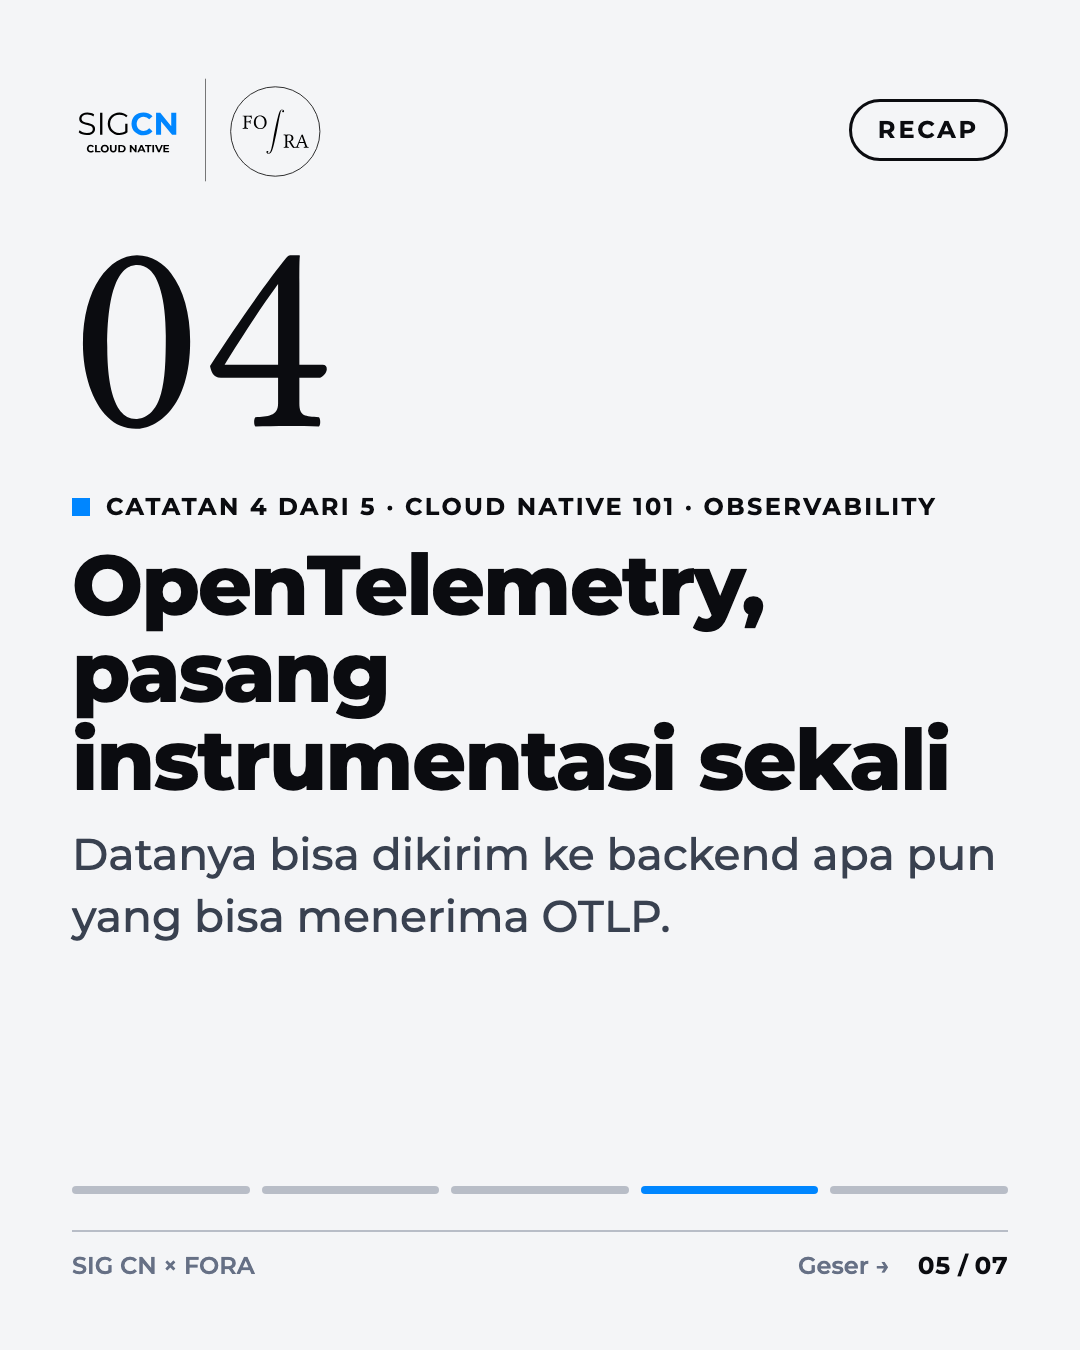 SIGCN
CLOUD NATIVE
FO
RA
RECAP
04
CATATAN 4 DARI 5 · CLOUD NATIVE 101 · OBSERVABILITY
OpenTelemetry,
pasang
instrumentasi sekali
Datanya bisa dikirim ke backend apa pun
yang bisa menerima OTLP.
SIG CN × FORA
Geser → 05 / 07